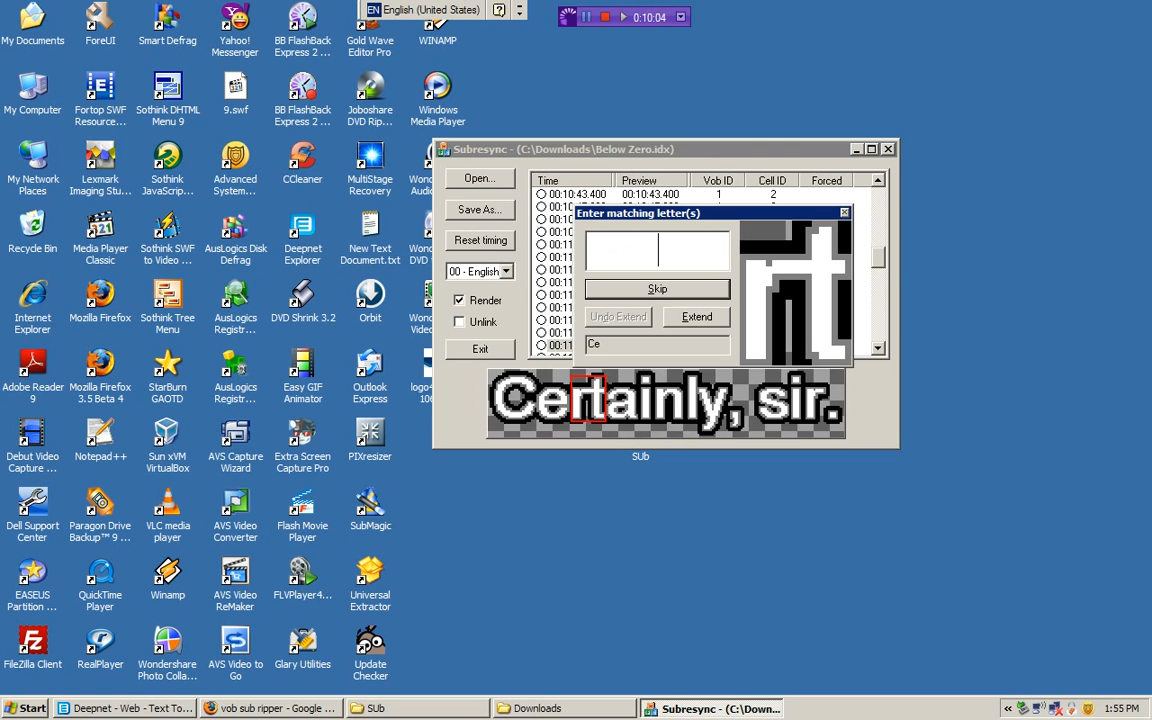 My Documents
ForeUI
Smart Defrag
Yahoo!
Messenger
BB FlashBack
Express 2 ...
Gold Wave
Editor Pro
WINAMP
EN English (United States)
0:10:04
My Computer
Fortop SWF
Resource...
Sothink DHTML
Menu 9
9.swf
BB FlashBack
Express 2 ...
Joboshare
DVD Rip...
Windows
Media Player
My Network
Places
Lexmark
Imaging Stu...
Sothink
JavaScrip...
Advanced
System...
CCleaner
MultiStage
Recovery
Recycle Bin
Media Player
Classic
Sothink SWF
to Video ...
AusLogics Disk
Defrag
Deepnet
Explorer
New Text
Document.txt
Internet
Explorer
Mozilla Firefox
Sothink Tree
Menu
AusLogics
Registr...
DVD Shrink 3.2
Orbit
Adobe Reader
9
Mozilla Firefox
3.5 Beta 4
StarBurn
GAOTD
AusLogics
Registr...
Easy GIF
Animator
Outlook
Express
Debut Video
Capture ...
Notepad++
Sun xVM
VirtualBox
AVS Capture
Wizard
Extra Screen
Capture Pro
PIXresizer
Dell Support
Center
Paragon Drive
Backup™ 9 ...
VLC media
player
AVS Video
Converter
Flash Movie
Player
SubMagic
EASEUS
Partition ...
QuickTime
Player
Winamp
AVS Video
ReMaker
FLVPlayer4...
Universal
Extractor
FileZilla Client
RealPlayer
Wondershare
Photo Colla...
AVS Video to
Go
Glary Utilities
Update
Checker
Subresync - (C:\Downloads\Below Zero.idx)
Open...
Save As...
Reset timing
00 - English
Render
Unlink
Exit
Time Preview Vob ID Cell ID Forced
00:10:43.400 00:10:43.400 1 2
Enter matching letter(s)
Skip
Undo Extend Extend
Ce
rt
Certainly, sir.
SUb
Start
Deepnet - Web - Text To...
vob sub ripper - Google ...
SUb
Downloads
Subresync - (C:\Down...
1:55 PM